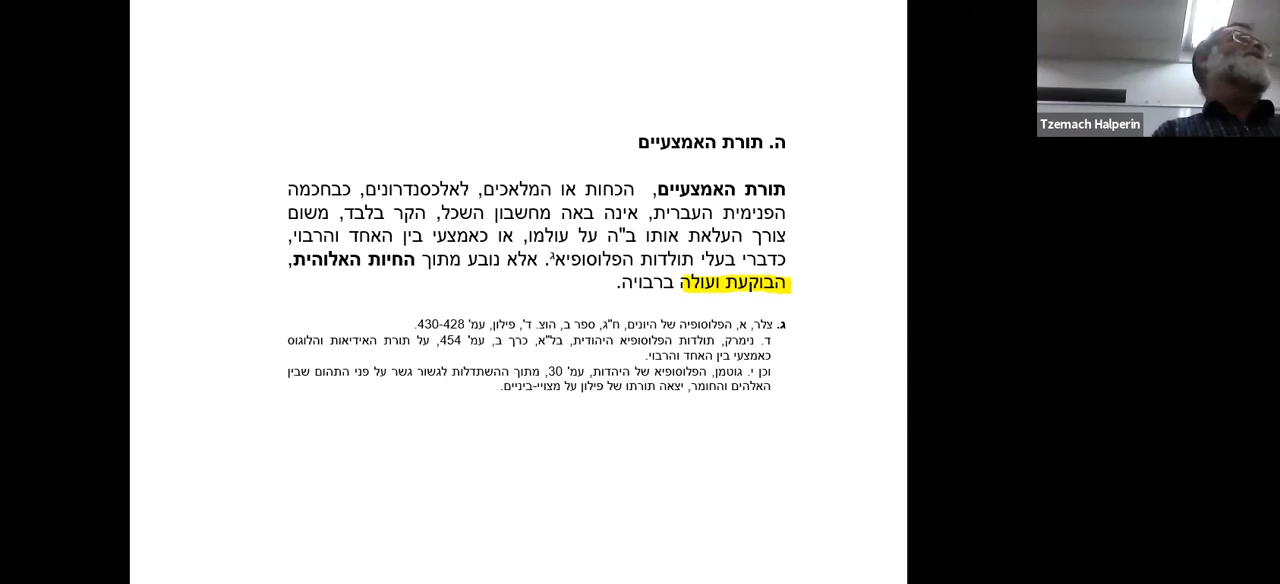 ה. תורת האמצעיים
תורת האמצעיים, הכחות או המלאכים, לאלכסנדרונים, כבחכמה
הפנימית העברית, אינה באה מחשבון השכל, הקר בלבד, משום
צורך העלאת אותו ב"ה על עולמו, או כאמצעי בין האחד והרבוי,
כדברי בעלי תולדות הפלוסופיאג. אלא נובע מתוך החיות האלוהית,
הבוקעת ועולה ברבויה.
ג. צלר, א, הפלוסופיה של היונים, ח"ג, ספר ב, הוצ. ד', פילון, עמ' 430-428.
ד. נימרק, תולדות הפלוסופיא היהודית, בל"א, כרך ב, עמ' 454, על תורת האידיאות והלוגוס
כאמצעי בין האחד והרבוי.
וכן י. גוטמן, הפלוסופיא של היהדות, עמ' 30, מתוך ההשתדלות לגשור גשר על פני התהום שבין
האלהים והחומר, יצאה תורתו של פילון על מצויי-ביניים.
Tzemach Halperin